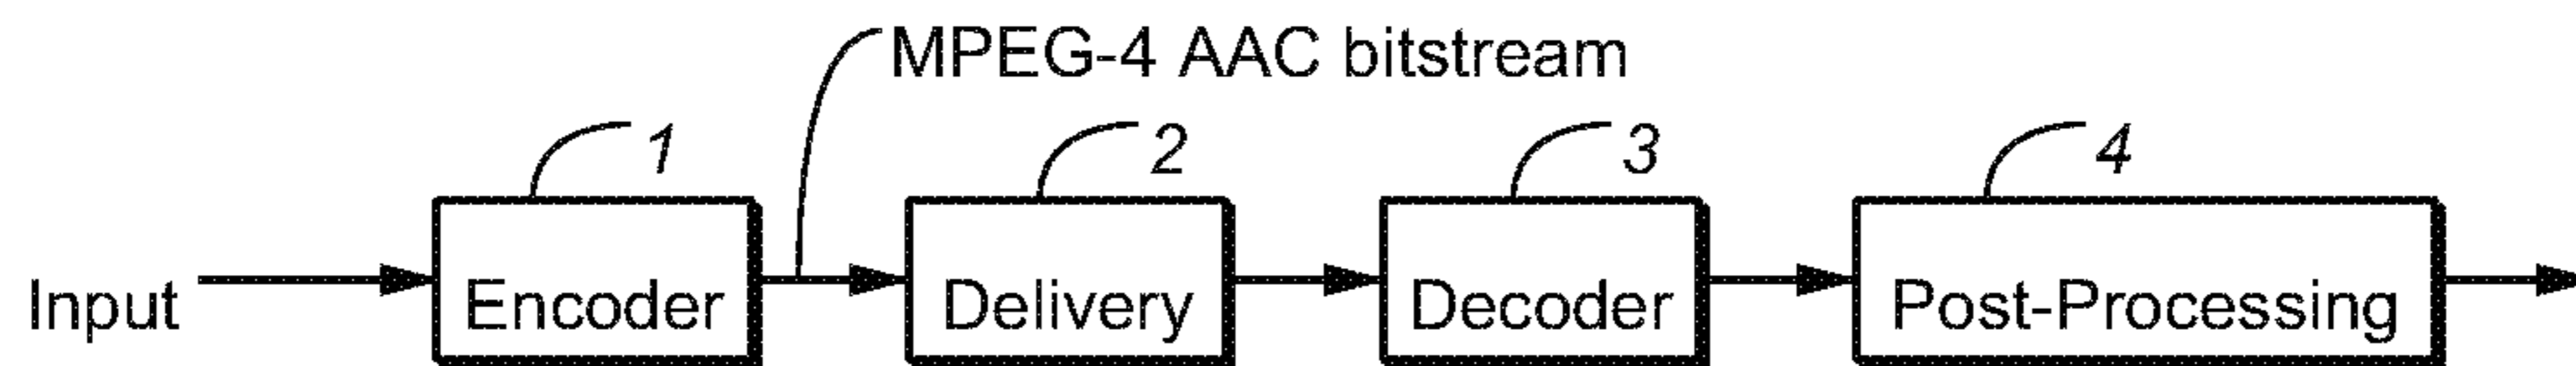 MPEG-4 AAC bitstream
1 2 3 4
Input Encoder Delivery Decoder Post-Processing